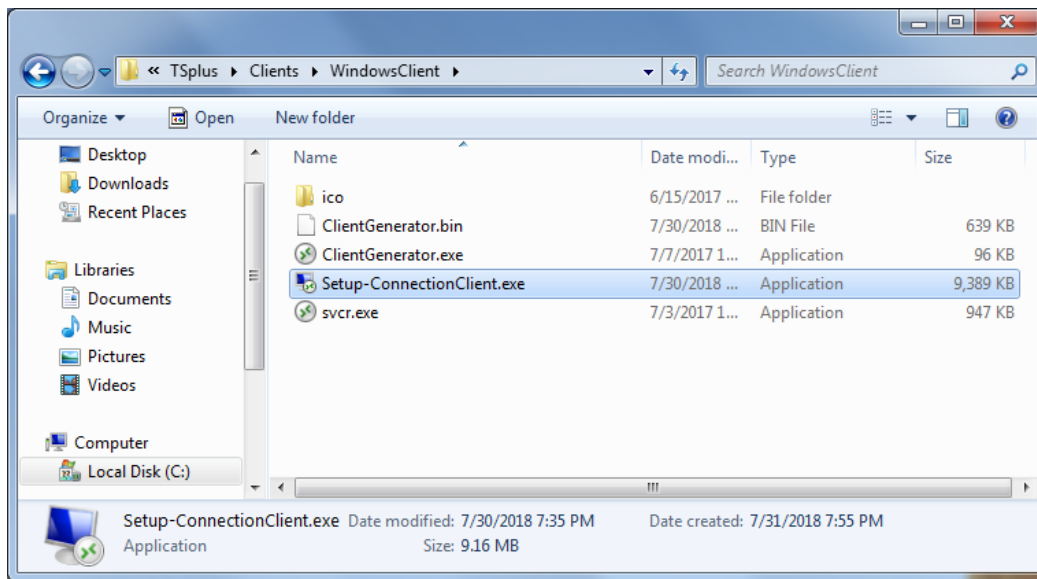 « TSplus ▸ Clients ▸ WindowsClient ▸ Search WindowsClient
Organize ▼ Open New folder
Desktop
Downloads
Recent Places
Libraries
Documents
Music
Pictures
Videos
Computer
Local Disk (C:)
Name Date modi... Type Size
ico 6/15/2017 ... File folder
ClientGenerator.bin 7/30/2018 ... BIN File 639 KB
ClientGenerator.exe 7/7/2017 1... Application 96 KB
Setup-ConnectionClient.exe 7/30/2018 ... Application 9,389 KB
svcr.exe 7/3/2017 1... Application 947 KB
Setup-ConnectionClient.exe Date modified: 7/30/2018 7:35 PM Date created: 7/31/2018 7:55 PM
Application Size: 9.16 MB